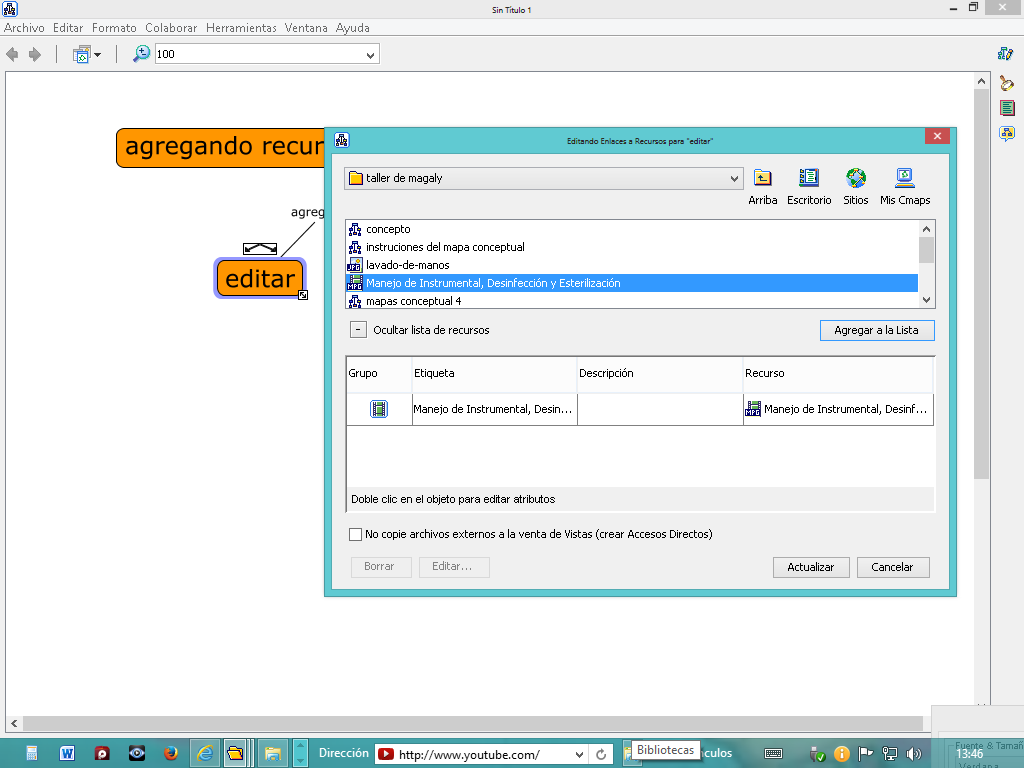 Sin Título 1
Archivo Editar Formato Colaborar Herramientas Ventana Ayuda
100
agregando recur
agreg
editar
Editando Enlaces a Recursos para "editar"
taller de magaly
Arriba Escritorio Sitios Mis Cmaps
concepto
instruciones del mapa conceptual
JPG lavado-de-manos
MPG Manejo de Instrumental, Desinfección y Esterilización
mapas conceptual 4
- Ocultar lista de recursos
Agregar a la Lista
Grupo Etiqueta Descripción Recurso
Manejo de Instrumental, Desin... MPG Manejo de Instrumental, Desinf...
Doble clic en el objeto para editar atributos
No copie archivos externos a la venta de Vistas (crear Accesos Directos)
Borrar Editar... Actualizar Cancelar
Dirección http://www.youtube.com/ Bibliotecas culos 13:46
Fuente & Tamañ
Verdana